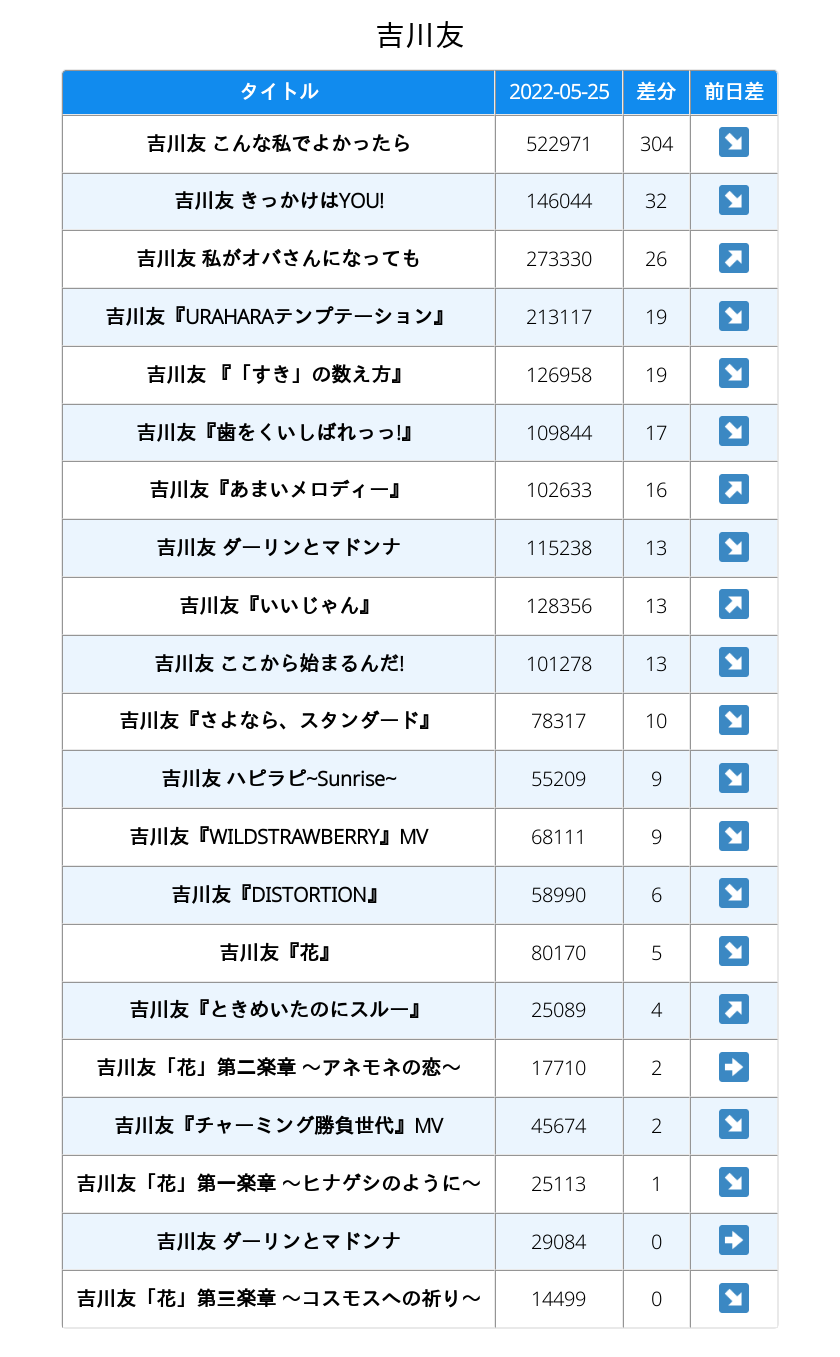 吉川友
タイトル 2022-05-25 差分 前日差
吉川友 こんな私でよかったら 522971 304 ↘
吉川友 きっかけはYOU! 146044 32 ↘
吉川友 私がオバさんになっても 273330 26 ↗
吉川友『URAHARAテンプテーション』 213117 19 ↘
吉川友 『「すき」の数え方』 126958 19 ↘
吉川友『歯をくいしばれっっ!』 109844 17 ↘
吉川友『あまいメロディー』 102633 16 ↗
吉川友 ダーリンとマドンナ 115238 13 ↘
吉川友『いいじゃん』 128356 13 ↗
吉川友 ここから始まるんだ! 101278 13 ↘
吉川友『さよなら、スタンダード』 78317 10 ↘
吉川友 ハピラピ~Sunrise~ 55209 9 ↘
吉川友『WILDSTRAWBERRY』MV 68111 9 ↘
吉川友『DISTORTION』 58990 6 ↘
吉川友『花』 80170 5 ↘
吉川友『ときめいたのにスルー』 25089 4 ↗
吉川友「花」第二楽章 〜アネモネの恋〜 17710 2 ➡
吉川友『チャーミング勝負世代』MV 45674 2 ↘
吉川友「花」第一楽章 〜ヒナゲシのように〜 25113 1 ↘
吉川友 ダーリンとマドンナ 29084 0 ➡
吉川友「花」第三楽章 〜コスモスへの祈り〜 14499 0 ↘